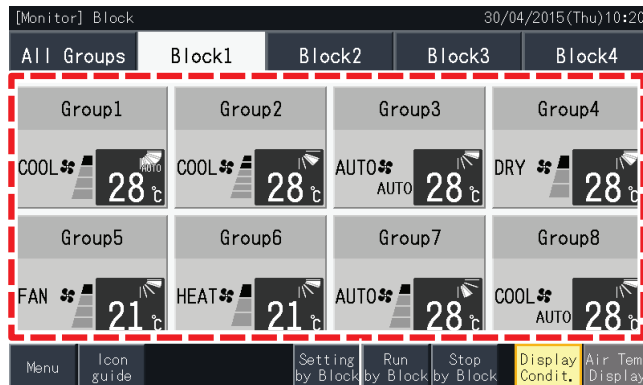 [Monitor] Block 30/04/2015(Thu)10:20
All Groups Block1 Block2 Block3 Block4
Group1 Group2 Group3 Group4
COOL AUTO 28℃ COOL 28℃ AUTO AUTO 28℃ DRY 28℃
Group5 Group6 Group7 Group8
FAN 21℃ HEAT 21℃ AUTO 28℃ COOL AUTO 28℃
Menu Icon guide Setting by Block Run by Block Stop by Block Display Condit. Air Tem Display